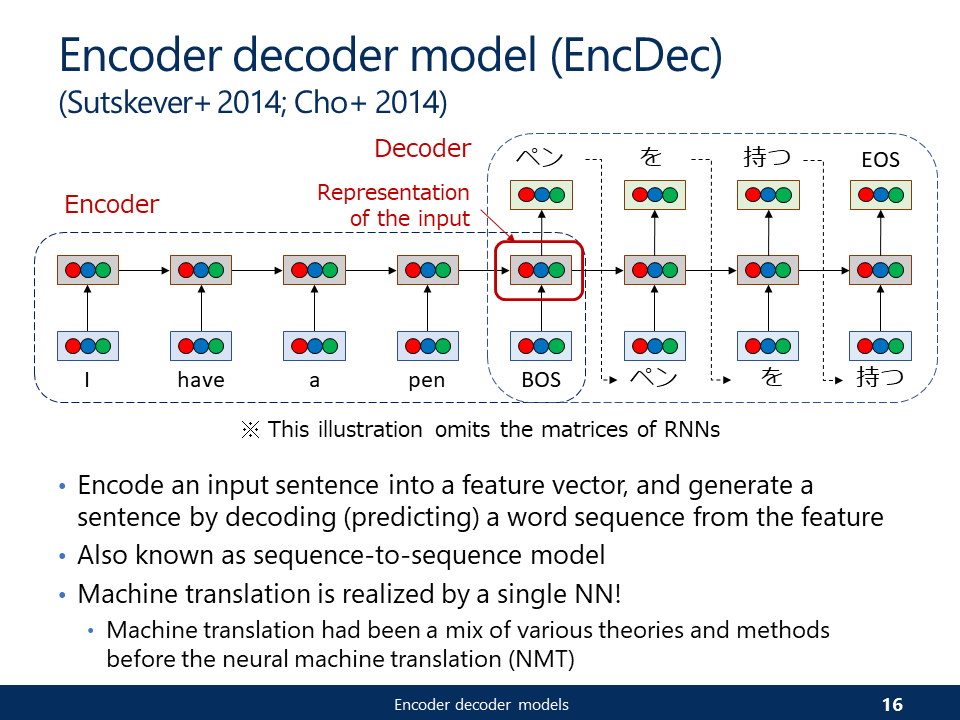 Encoder decoder model (EncDec)
(Sutskever+ 2014; Cho+ 2014)
Decoder
ペン を 持つ EOS
Representation
of the input
Encoder
I have a pen BOS ペン を 持つ
※ This illustration omits the matrices of RNNs
• Encode an input sentence into a feature vector, and generate a
sentence by decoding (predicting) a word sequence from the feature
• Also known as sequence-to-sequence model
• Machine translation is realized by a single NN!
• Machine translation had been a mix of various theories and methods
before the neural machine translation (NMT)
Encoder decoder models 16